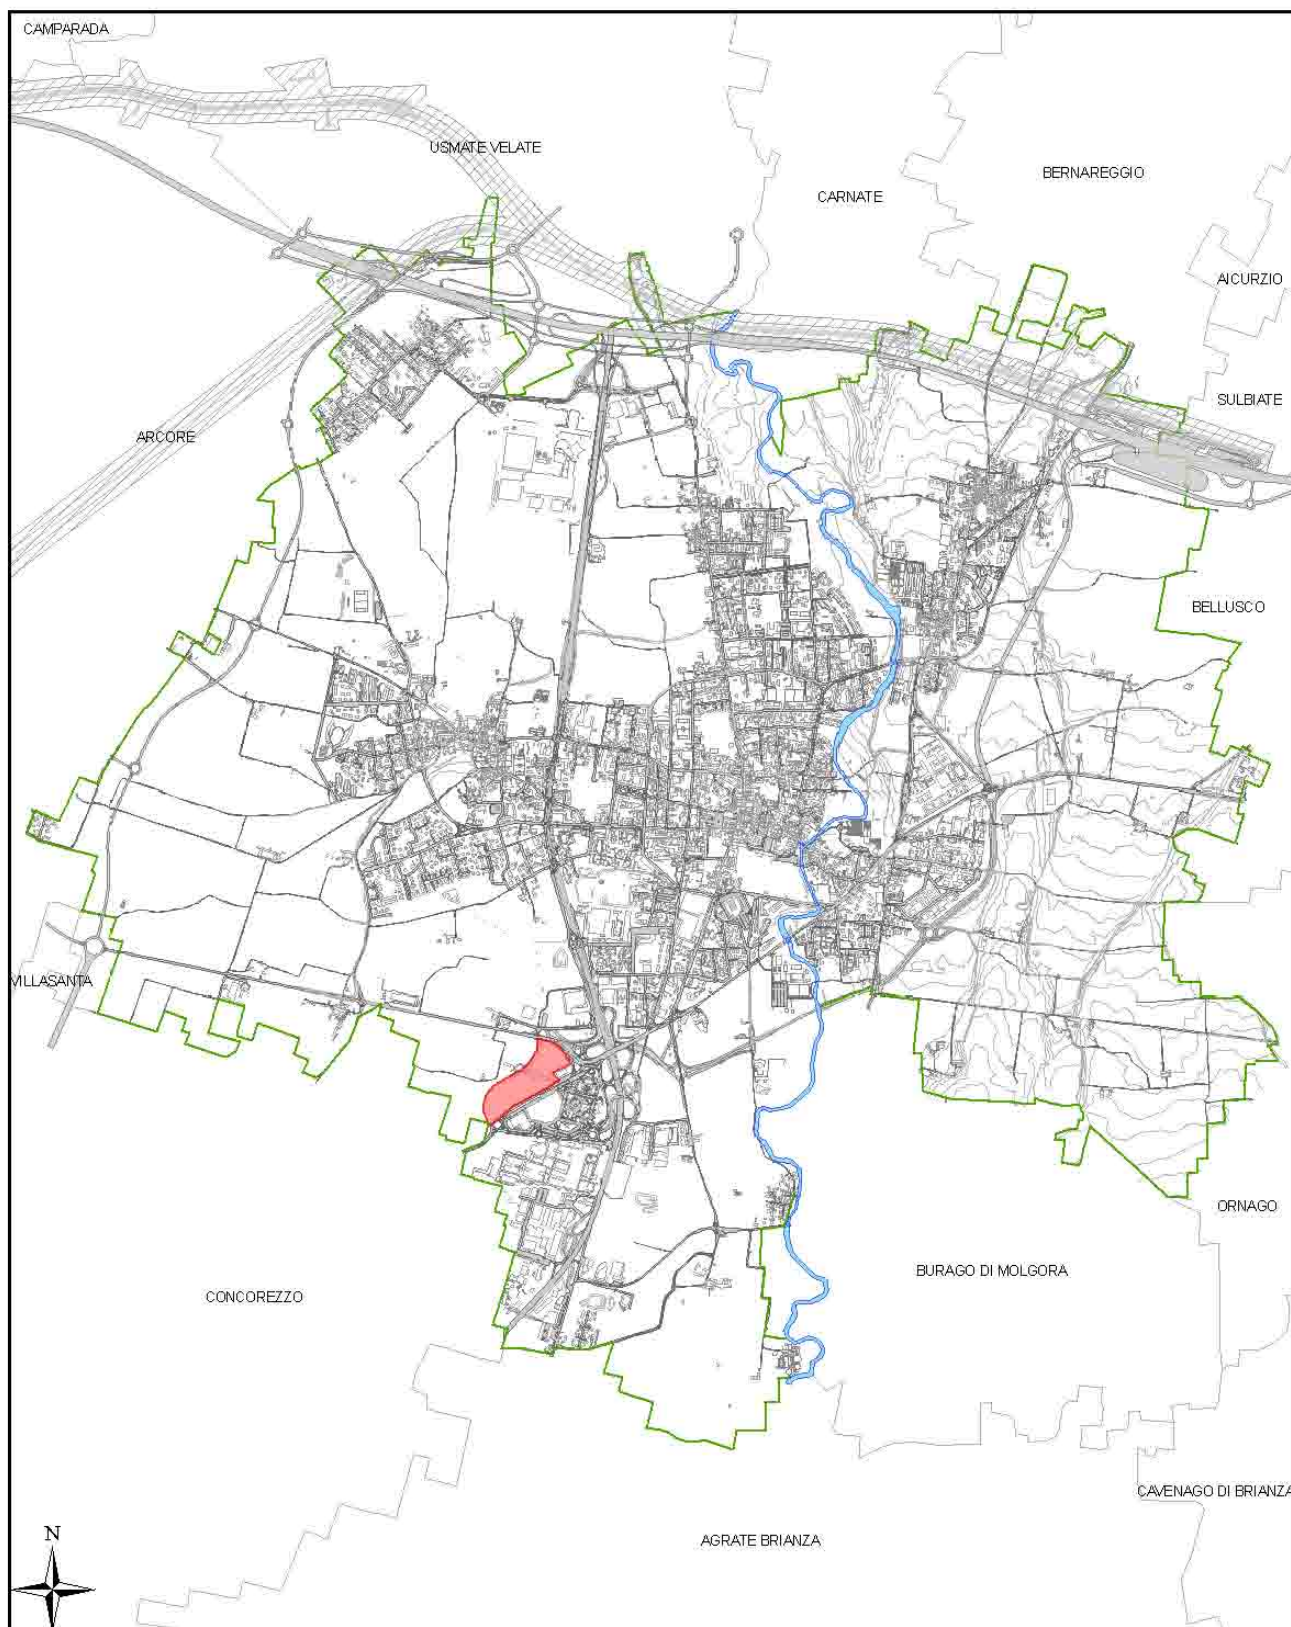 CAMPARADA
USMATE VELATE
BERNAREGGIO
CARNATE
AICURZIO
SULBIATE
ARCORE
BELLUSCO
VILLASANTA
ORNAGO
BURAGO DI MOLGORA
CONCOREZZO
CAVENAGO DI BRIANZA
N
AGRATE BRIANZA